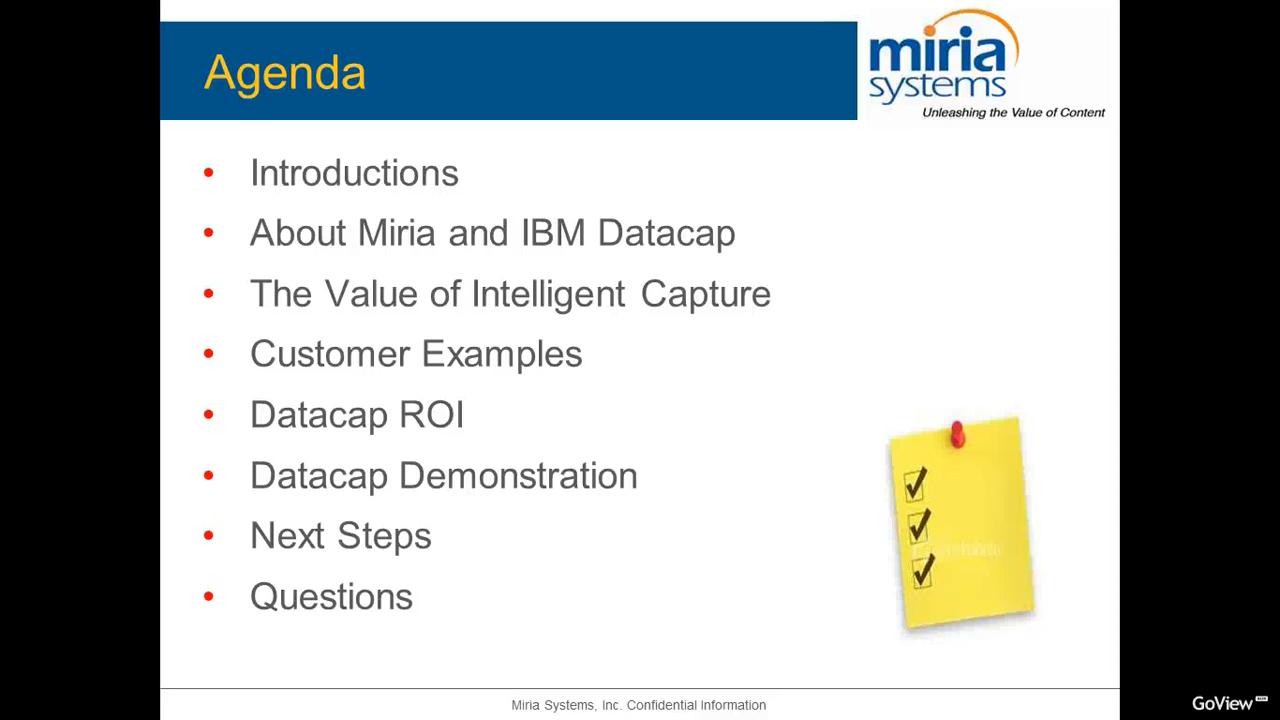 Agenda
miria
systems
Unleashing the Value of Content
• Introductions
• About Miria and IBM Datacap
• The Value of Intelligent Capture
• Customer Examples
• Datacap ROI
• Datacap Demonstration
• Next Steps
• Questions
Miria Systems, Inc. Confidential Information
GoView